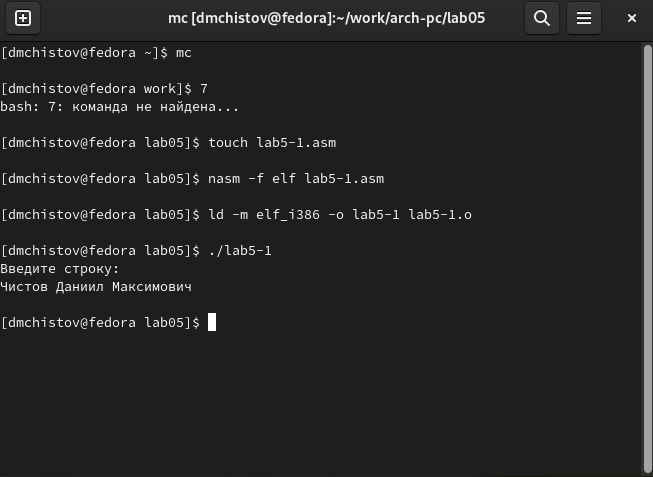 mc [dmchistov@fedora]:~/work/arch-pc/lab05
[dmchistov@fedora ~]$ mc
[dmchistov@fedora work]$ 7
bash: 7: команда не найдена...
[dmchistov@fedora lab05]$ touch lab5-1.asm
[dmchistov@fedora lab05]$ nasm -f elf lab5-1.asm
[dmchistov@fedora lab05]$ ld -m elf_i386 -o lab5-1 lab5-1.o
[dmchistov@fedora lab05]$ ./lab5-1
Введите строку:
Чистов Даниил Максимович
[dmchistov@fedora lab05]$